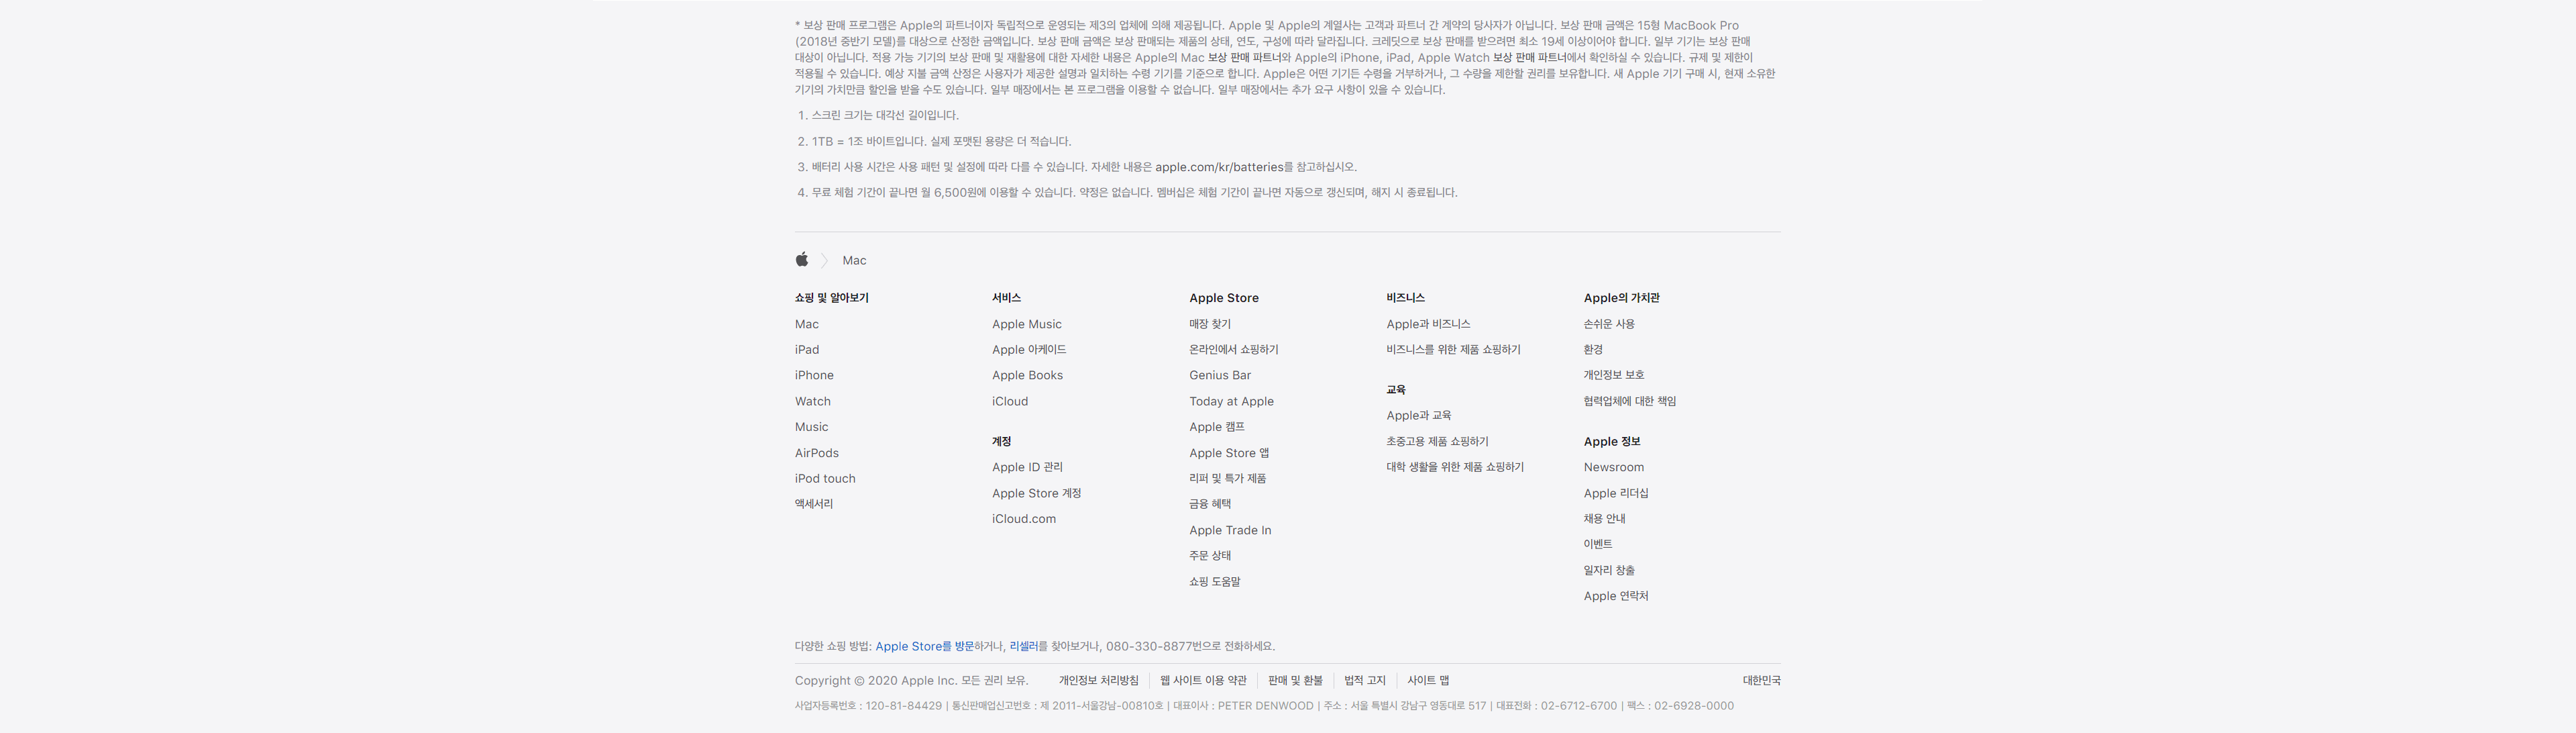 * 보상 판매 프로그램은 Apple의 파트너이자 독립적으로 운영되는 제3의 업체에 의해 제공됩니다. Apple 및 Apple의 계열사는 고객과 파트너 간 계약의 당사자가 아닙니다. 보상 판매 금액은 15형 MacBook Pro
(2018년 중반기 모델)를 대상으로 산정한 금액입니다. 보상 판매 금액은 보상 판매되는 제품의 상태, 연도, 구성에 따라 달라집니다. 크레딧으로 보상 판매를 받으려면 최소 19세 이상이어야 합니다. 일부 기기는 보상 판매
대상이 아닙니다. 적용 가능 기기의 보상 판매 및 재활용에 대한 자세한 내용은 Apple의 Mac 보상 판매 파트너와 Apple의 iPhone, iPad, Apple Watch 보상 판매 파트너에서 확인하실 수 있습니다. 규제 및 제한이
적용될 수 있습니다. 예상 지불 금액 산정은 사용자가 제공한 설명과 일치하는 수령 기기를 기준으로 합니다. Apple은 어떤 기기든 수령을 거부하거나, 그 수량을 제한할 권리를 보유합니다. 새 Apple 기기 구매 시, 현재 소유한
기기의 가치만큼 할인을 받을 수도 있습니다. 일부 매장에서는 본 프로그램을 이용할 수 없습니다. 일부 매장에서는 추가 요구 사항이 있을 수 있습니다.
1. 스크린 크기는 대각선 길이입니다.
2. 1TB = 1조 바이트입니다. 실제 포맷된 용량은 더 적습니다.
3. 배터리 사용 시간은 사용 패턴 및 설정에 따라 다를 수 있습니다. 자세한 내용은 apple.com/kr/batteries를 참고하십시오.
4. 무료 체험 기간이 끝나면 월 6,500원에 이용할 수 있습니다. 약정은 없습니다. 멤버십은 체험 기간이 끝나면 자동으로 갱신되며, 해지 시 종료됩니다.
Mac
쇼핑 및 알아보기
Mac
iPad
iPhone
Watch
Music
AirPods
iPod touch
액세서리
서비스
Apple Music
Apple 아케이드
Apple Books
iCloud
계정
Apple ID 관리
Apple Store 계정
iCloud.com
Apple Store
매장 찾기
온라인에서 쇼핑하기
Genius Bar
Today at Apple
Apple 캠프
Apple Store 앱
리퍼 및 특가 제품
금융 혜택
Apple Trade In
주문 상태
쇼핑 도움말
비즈니스
Apple과 비즈니스
비즈니스를 위한 제품 쇼핑하기
교육
Apple과 교육
초중고용 제품 쇼핑하기
대학 생활을 위한 제품 쇼핑하기
Apple의 가치관
손쉬운 사용
환경
개인정보 보호
협력업체에 대한 책임
Apple 정보
Newsroom
Apple 리더십
채용 안내
이벤트
일자리 창출
Apple 연락처
다양한 쇼핑 방법: Apple Store를 방문하거나, 리셀러를 찾아보거나, 080-330-8877번으로 전화하세요.
Copyright © 2020 Apple Inc. 모든 권리 보유. 개인정보 처리방침 웹 사이트 이용 약관 판매 및 환불 법적 고지 사이트 맵 대한민국
사업자등록번호 : 120-81-84429 | 통신판매업신고번호 : 제 2011-서울강남-00810호 | 대표이사 : PETER DENWOOD | 주소 : 서울 특별시 강남구 영동대로 517 | 대표전화 : 02-6712-6700 | 팩스 : 02-6928-0000